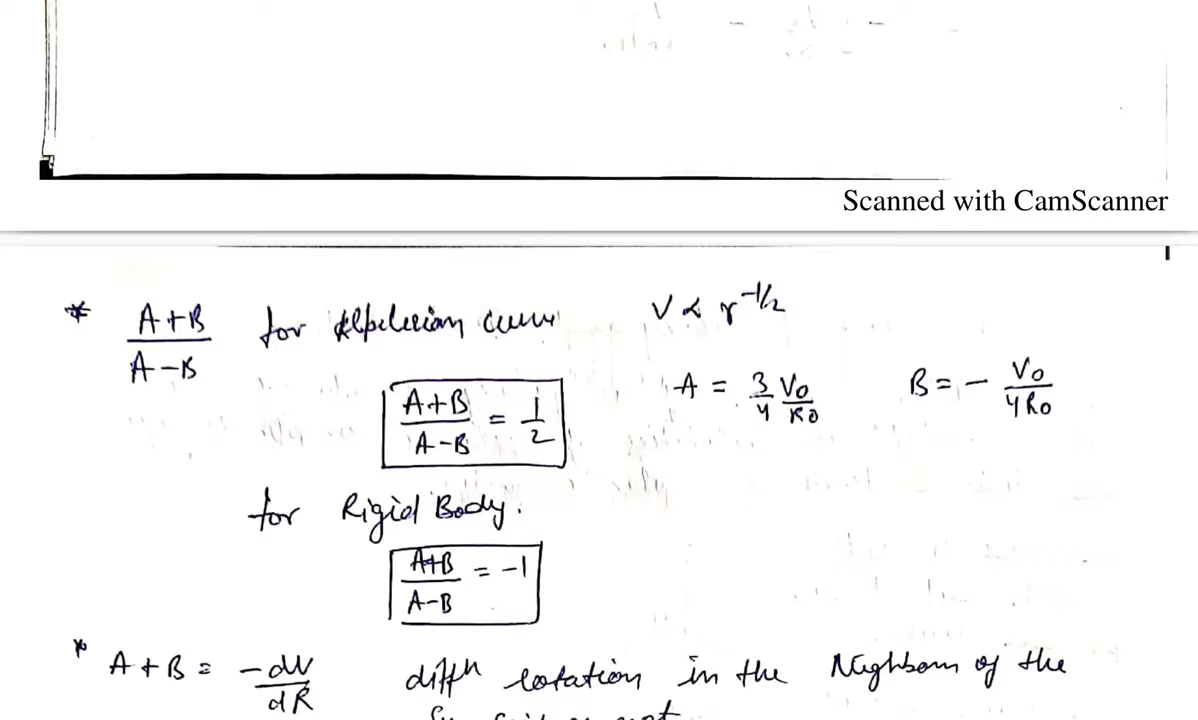 Scanned with CamScanner
* A+B / A-B for curve V ∝ r^-1/2
A+B / A-B = 1/2 A = 3/4 V0/R0 B = - V0/4R0
for Rigid Body.
A+B / A-B = -1
* A+B = -dV/dR diffn rotation in the Neighbour of the